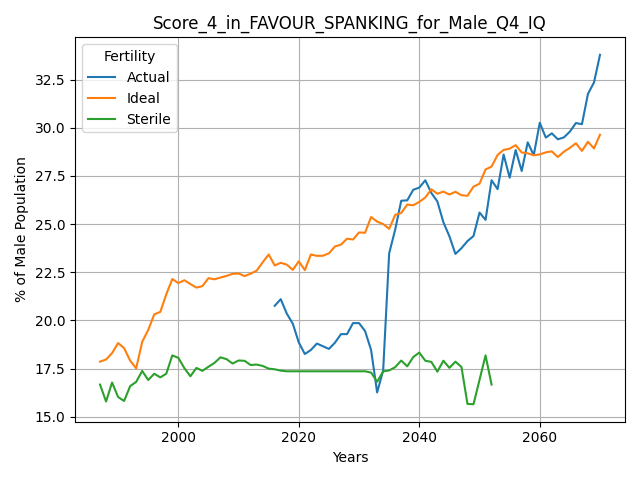 Score_4_in_FAVOUR_SPANKING_for_Male_Q4_IQ
Fertility
Actual
Ideal
Sterile
% of Male Population
32.5
30.0
27.5
25.0
22.5
20.0
17.5
15.0
2000 2020 2040 2060
Years